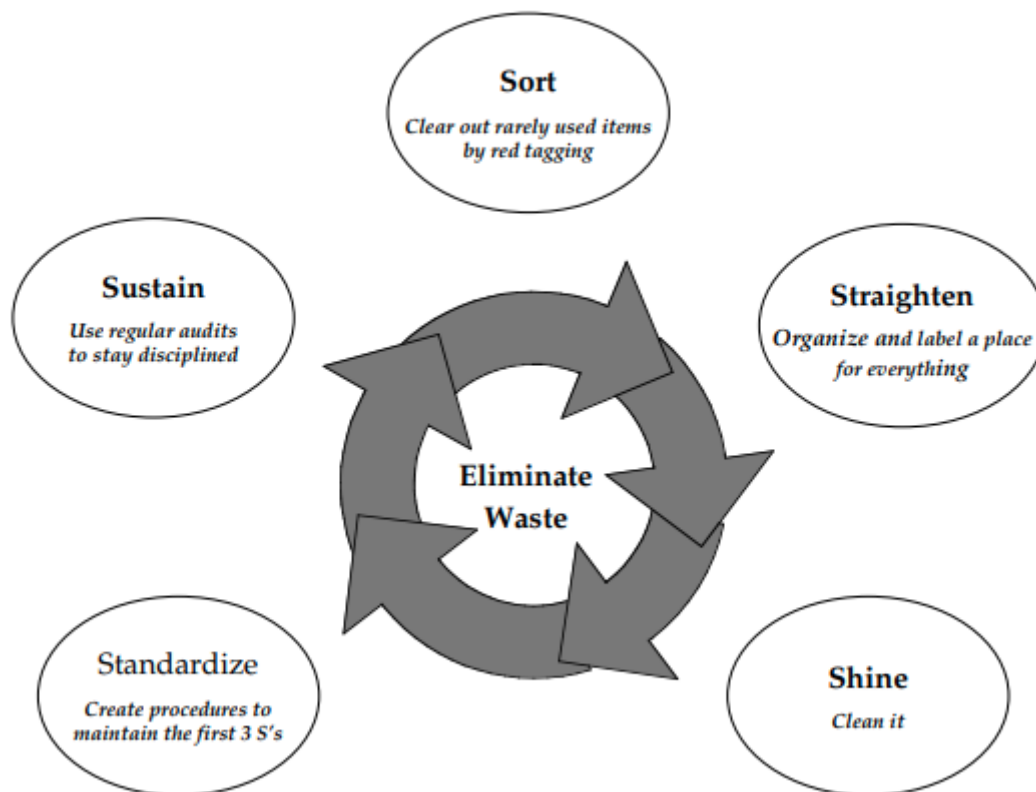 Sort
Clear out rarely used items
by red tagging
Straighten
Organize and label a place
for everything
Shine
Clean it
Standardize
Create procedures to
maintain the first 3 S's
Sustain
Use regular audits
to stay disciplined
Eliminate
Waste